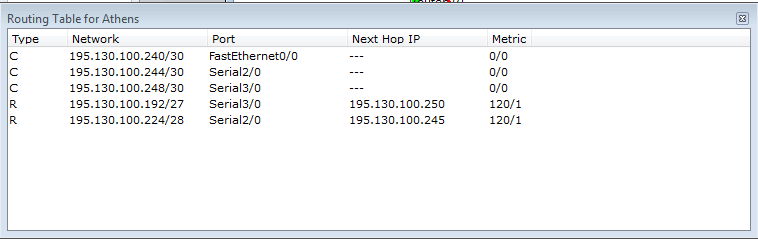 Routing Table for Athens
Type Network Port Next Hop IP Metric
C 195.130.100.240/30 FastEthernet0/0 --- 0/0
C 195.130.100.244/30 Serial2/0 --- 0/0
C 195.130.100.248/30 Serial3/0 --- 0/0
R 195.130.100.192/27 Serial3/0 195.130.100.250 120/1
R 195.130.100.224/28 Serial2/0 195.130.100.245 120/1